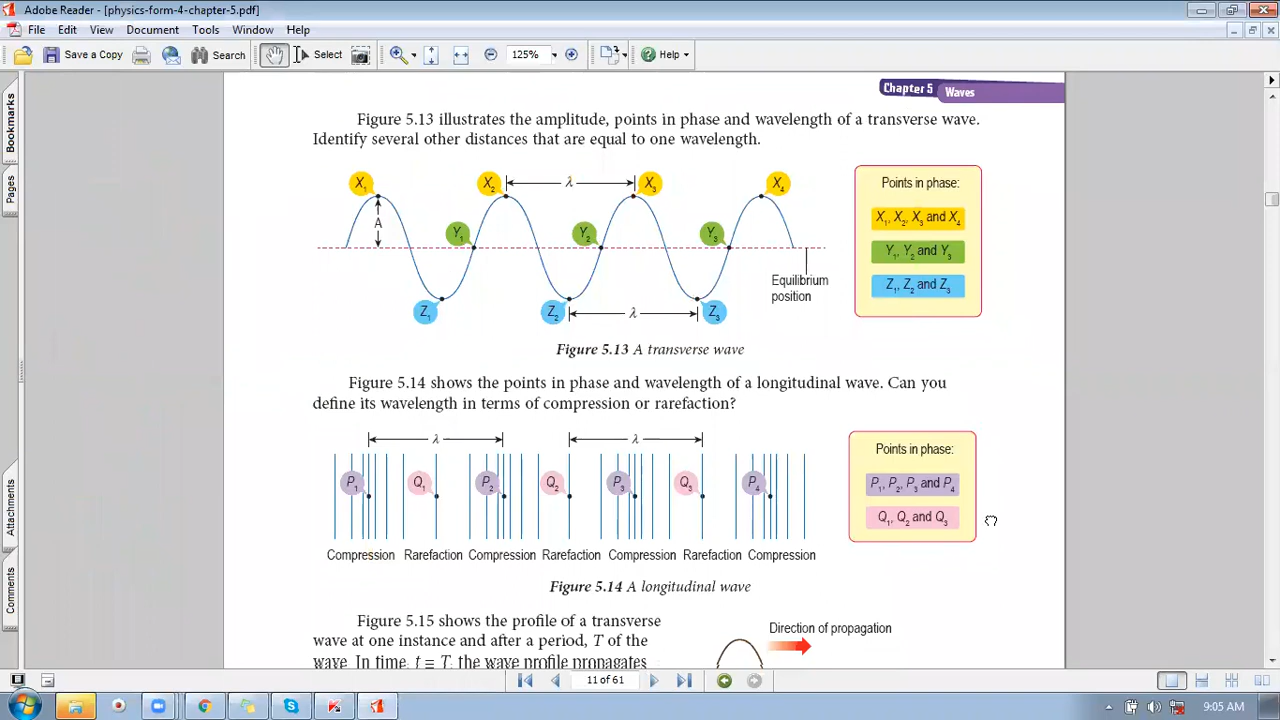 Adobe Reader - [physics-form-4-chapter-5.pdf]
File Edit View Document Tools Window Help
Save a Copy Search Select 125% Help
Bookmarks
Pages
Attachments
Comments
Chapter 5 Waves
Figure 5.13 illustrates the amplitude, points in phase and wavelength of a transverse wave.
Identify several other distances that are equal to one wavelength.
X₁ X₂ λ X₃ X₄
A
Y₁ Y₂ Y₃
Equilibrium
position
Z₁ Z₂ λ Z₃
Points in phase:
X₁, X₂, X₃ and X₄
Y₁, Y₂ and Y₃
Z₁, Z₂ and Z₃
Figure 5.13 A transverse wave
Figure 5.14 shows the points in phase and wavelength of a longitudinal wave. Can you
define its wavelength in terms of compression or rarefaction?
λ λ
P₁ Q₁ P₂ Q₂ P₃ Q₃ P₄
Compression Rarefaction Compression Rarefaction Compression Rarefaction Compression
Points in phase:
P₁, P₂, P₃ and P₄
Q₁, Q₂ and Q₃
Figure 5.14 A longitudinal wave
Figure 5.15 shows the profile of a transverse
wave at one instance and after a period, T of the
wave. In time, t = T, the wave profile propagates
Direction of propagation
11 of 61
9:05 AM